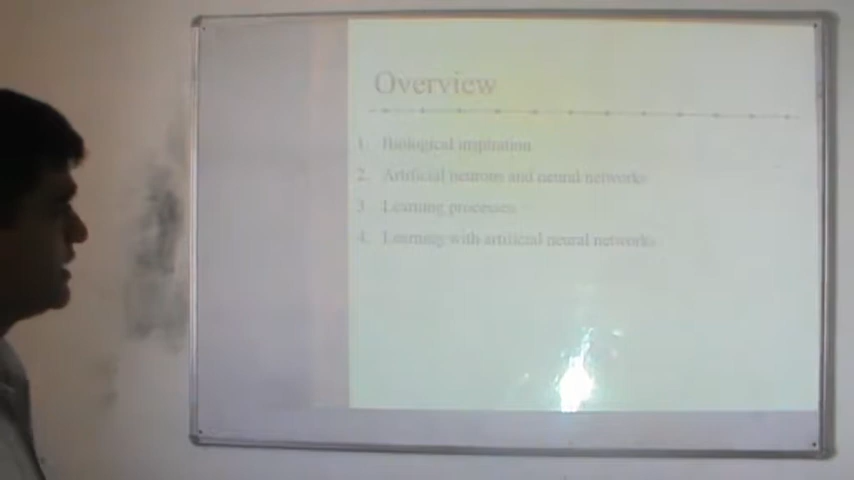 Overview
1. Biological inspiration
2. Artificial neurons and neural networks
3. Learning processes
4. Learning with artificial neural networks